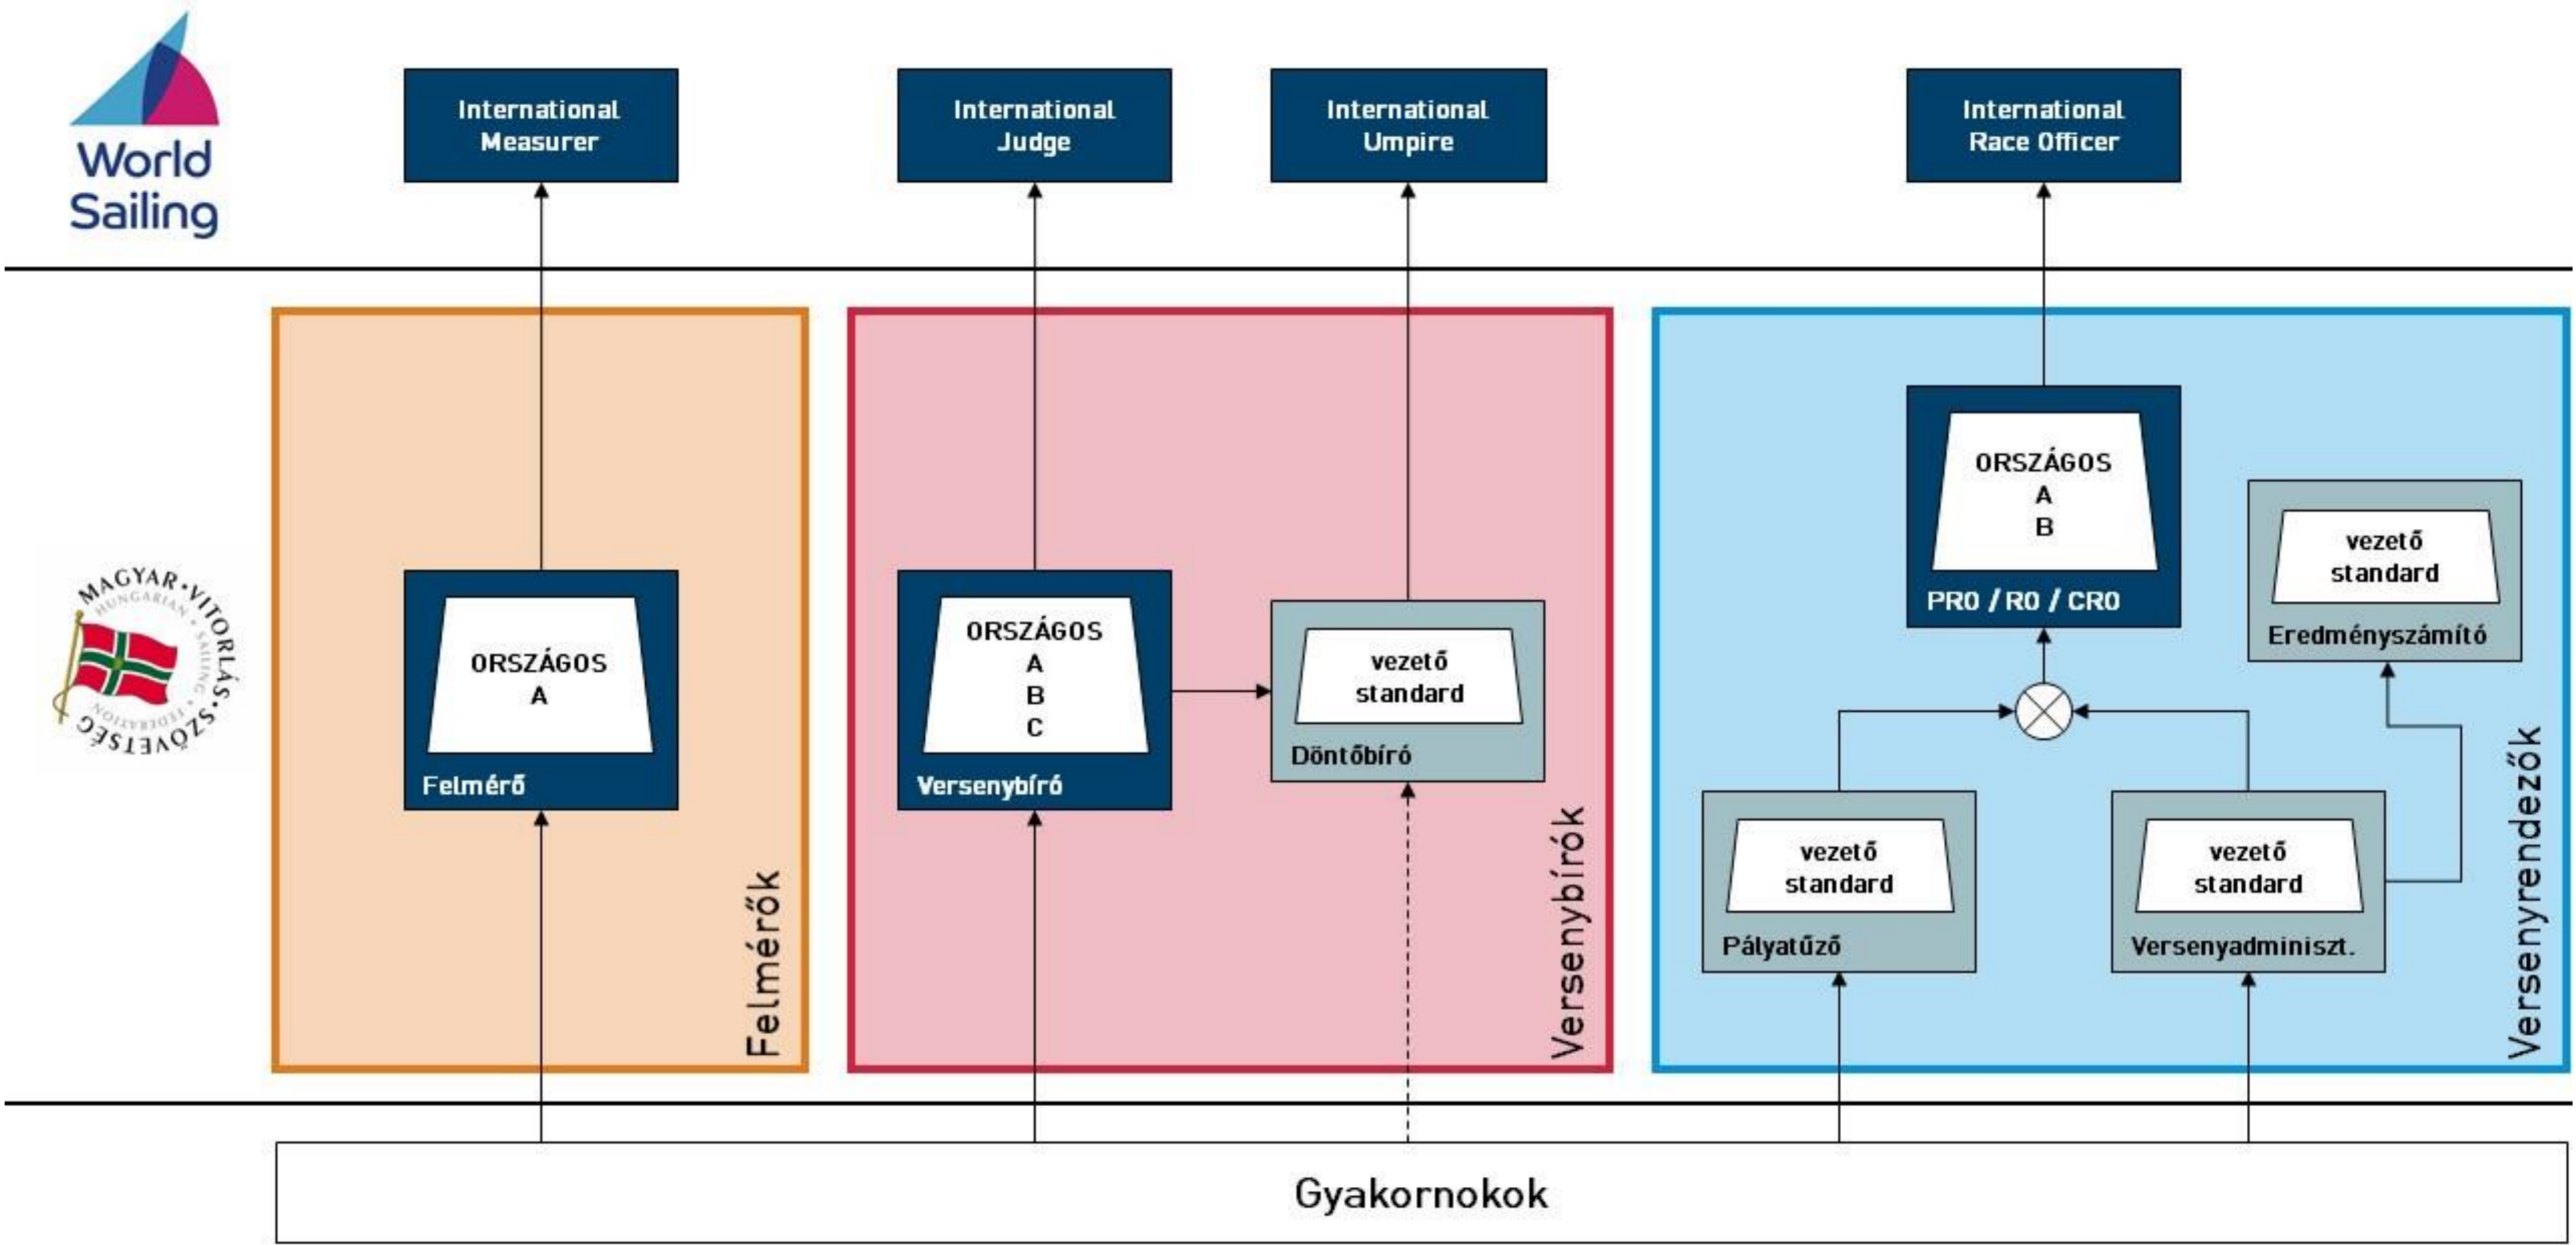 World
Sailing
International
Measurer
International
Judge
International
Umpire
International
Race Officer
MAGYAR•VITORLÁS•SZÖVETSÉG
HUNGARIAN • SAILING • FEDERATION
ORSZÁGOS
A
Felmérő
Felmérők
ORSZÁGOS
A
B
C
Versenybíró
vezető
standard
Döntőbíró
Versenybírók
ORSZÁGOS
A
B
PRO / RO / CRO
vezető
standard
Eredményszámító
vezető
standard
Pályatűző
vezető
standard
Versenyadminiszt.
Versenyrendezők
Gyakornokok